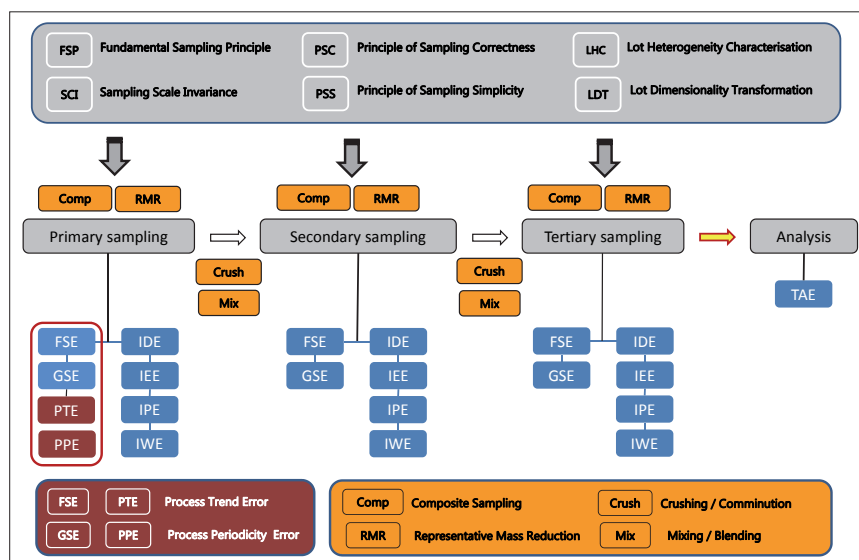 FSP Fundamental Sampling Principle PSC Principle of Sampling Correctness LHC Lot Heterogeneity Characterisation
SCI Sampling Scale Invariance PSS Principle of Sampling Simplicity LDT Lot Dimensionality Transformation
Comp RMR Comp RMR Comp RMR
Primary sampling Secondary sampling Tertiary sampling Analysis
Crush Crush
TAE
Mix Mix
FSE IDE FSE IDE FSE IDE
GSE IEE GSE IEE GSE IEE
PTE IPE IPE IPE
PPE IWE IWE IWE
FSE PTE Process Trend Error Comp Composite Sampling Crush Crushing / Comminution
GSE PPE Process Periodicity Error RMR Representative Mass Reduction Mix Mixing / Blending